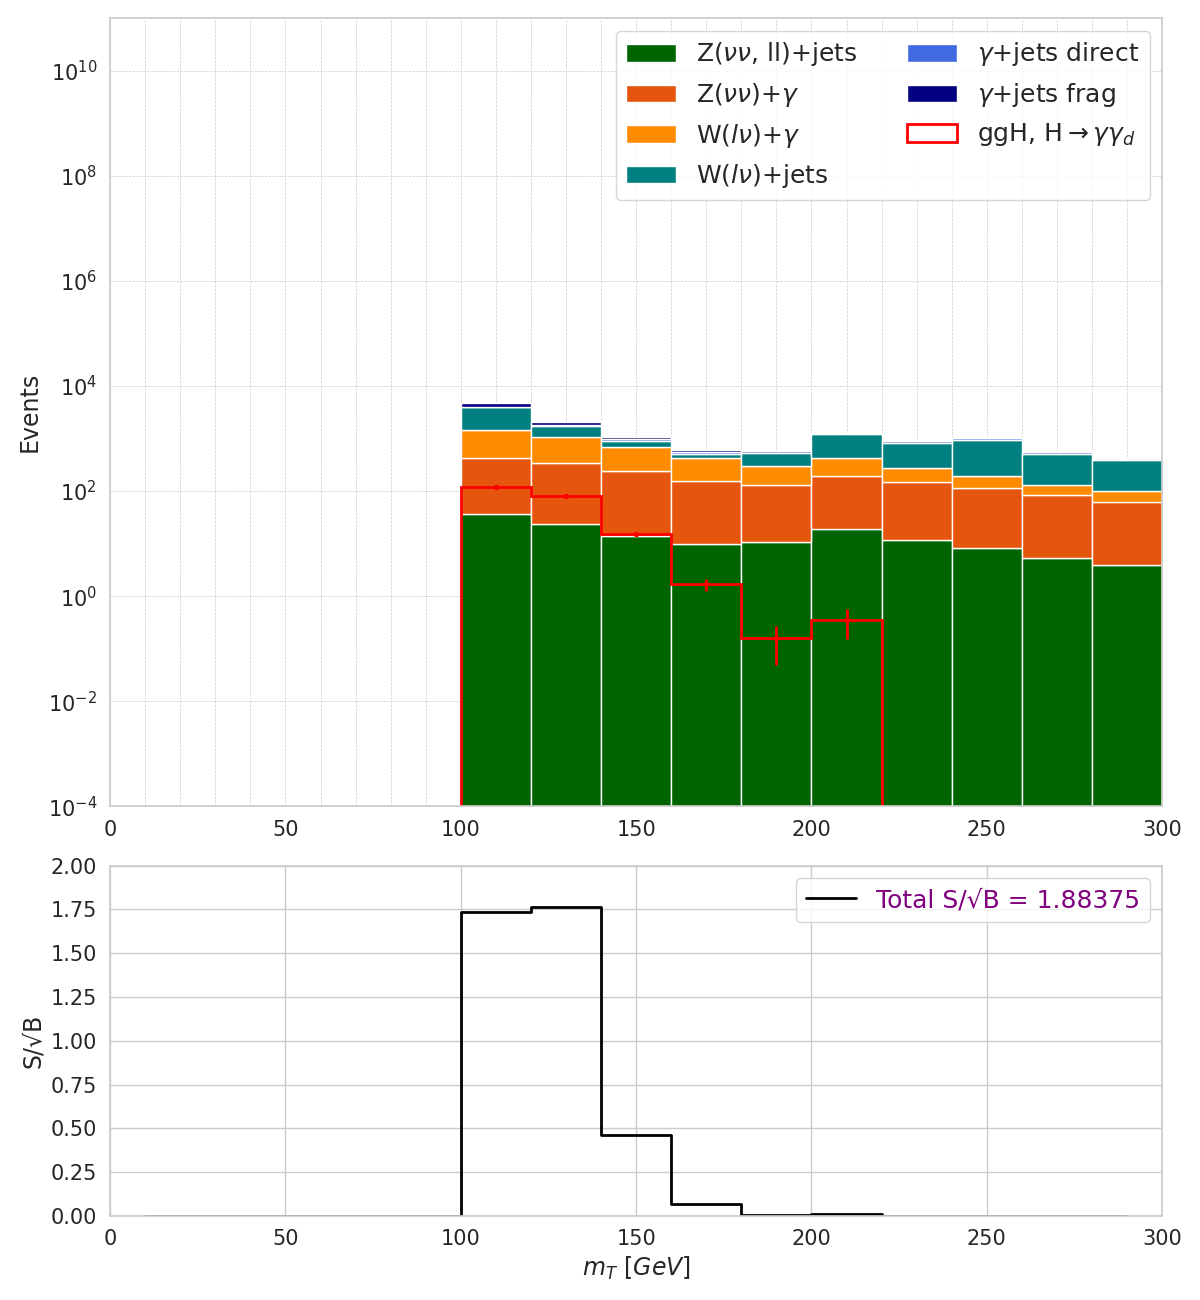 Z(νν, ll)+jets
Z(νν)+γ
W(lν)+γ
W(lν)+jets
γ+jets direct
γ+jets frag
ggH, H→γγ_d
Events
10^10
10^8
10^6
10^4
10^2
10^0
10^−2
10^−4
0 50 100 150 200 250 300
Total S/√B = 1.88375
S/√B
2.00
1.75
1.50
1.25
1.00
0.75
0.50
0.25
0.00
0 50 100 150 200 250 300
m_T [GeV]